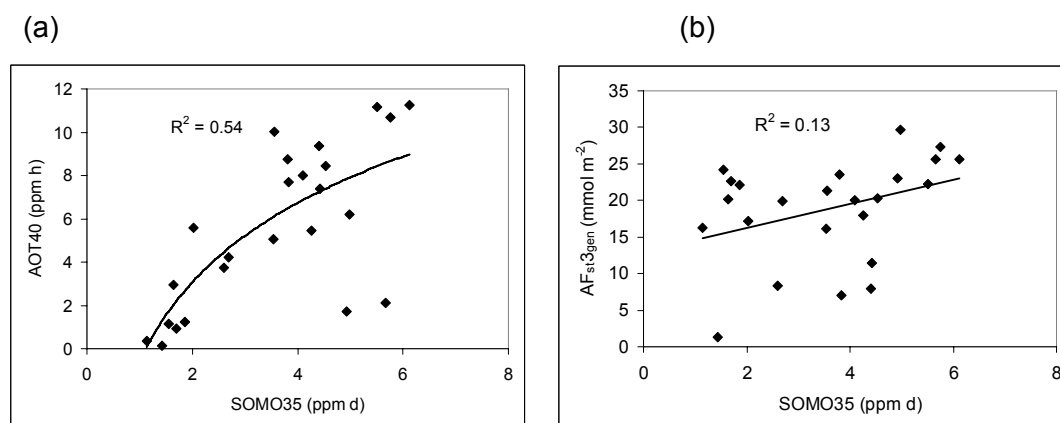 (a)
(b)
12
10
8
6
4
2
0
AOT40 (ppm h)
R² = 0.54
0 2 4 6 8
SOMO35 (ppm d)
35
30
25
20
15
10
5
0
AFst3gen (mmol m⁻²)
R² = 0.13
0 2 4 6 8
SOMO35 (ppm d)